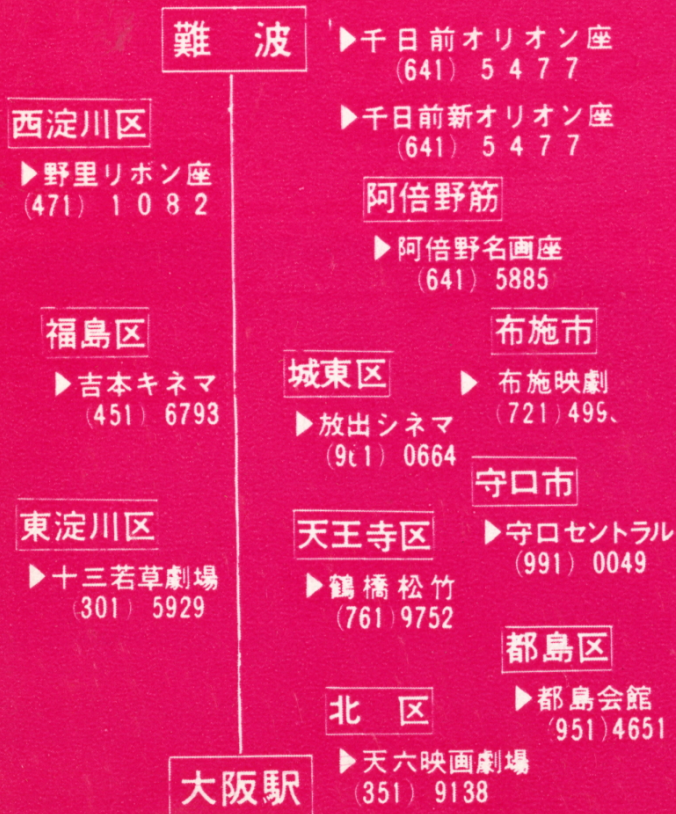 難 波
▶千日前オリオン座
(641) 5477
▶千日前新オリオン座
(641) 5477
西淀川区
▶野里リボン座
(471) 1082
阿倍野筋
▶阿倍野名画座
(641) 5885
福島区
▶吉本キネマ
(451) 6793
城東区
▶放出シネマ
0664
布施市
▶布施映劇
(721)
東淀川区
▶十三若草劇場
(301) 5929
天王寺区
▶鶴橋松竹
(761)9752
守口市
▶守口セントラル
(991) 0049
都島区
▶都島会館
(951)4651
北 区
▶天六映画劇場
(351) 9138
大阪駅